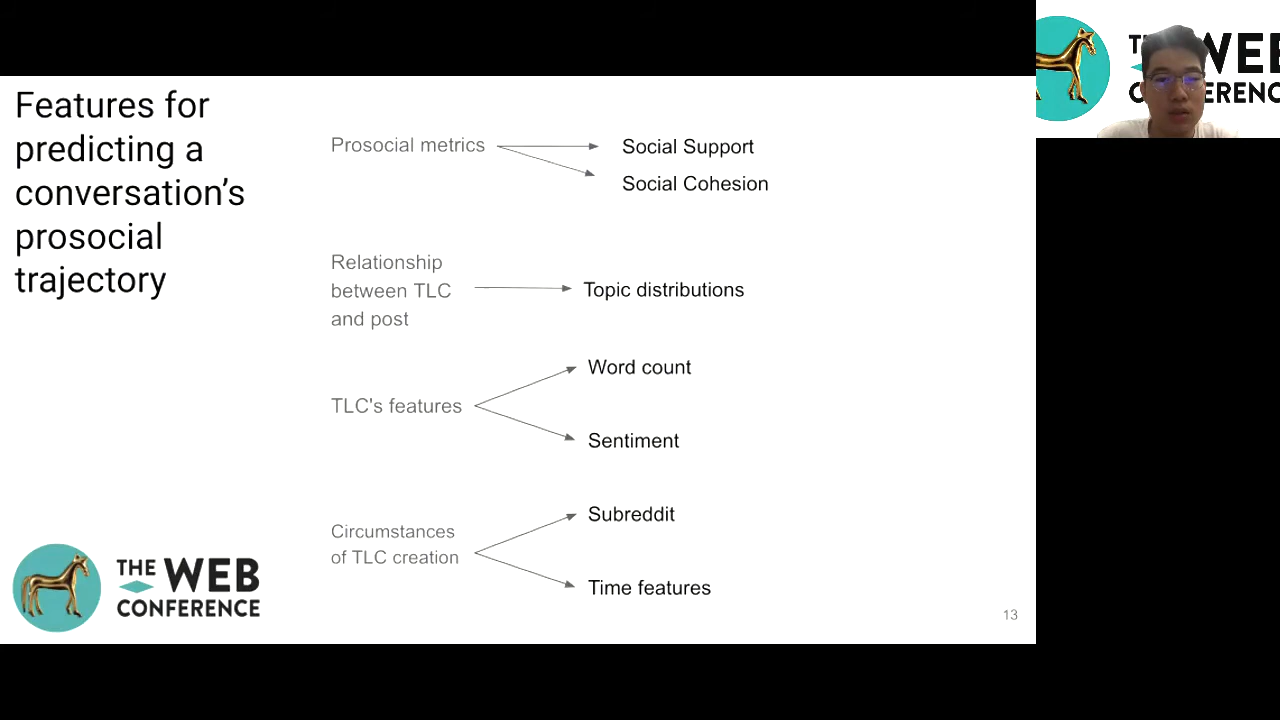 Features for
predicting a
conversation’s
prosocial
trajectory
Prosocial metrics
Social Support
Social Cohesion
Relationship
between TLC
and post
Topic distributions
TLC's features
Word count
Sentiment
Circumstances
of TLC creation
Subreddit
Time features
THE WEB
CONFERENCE
13